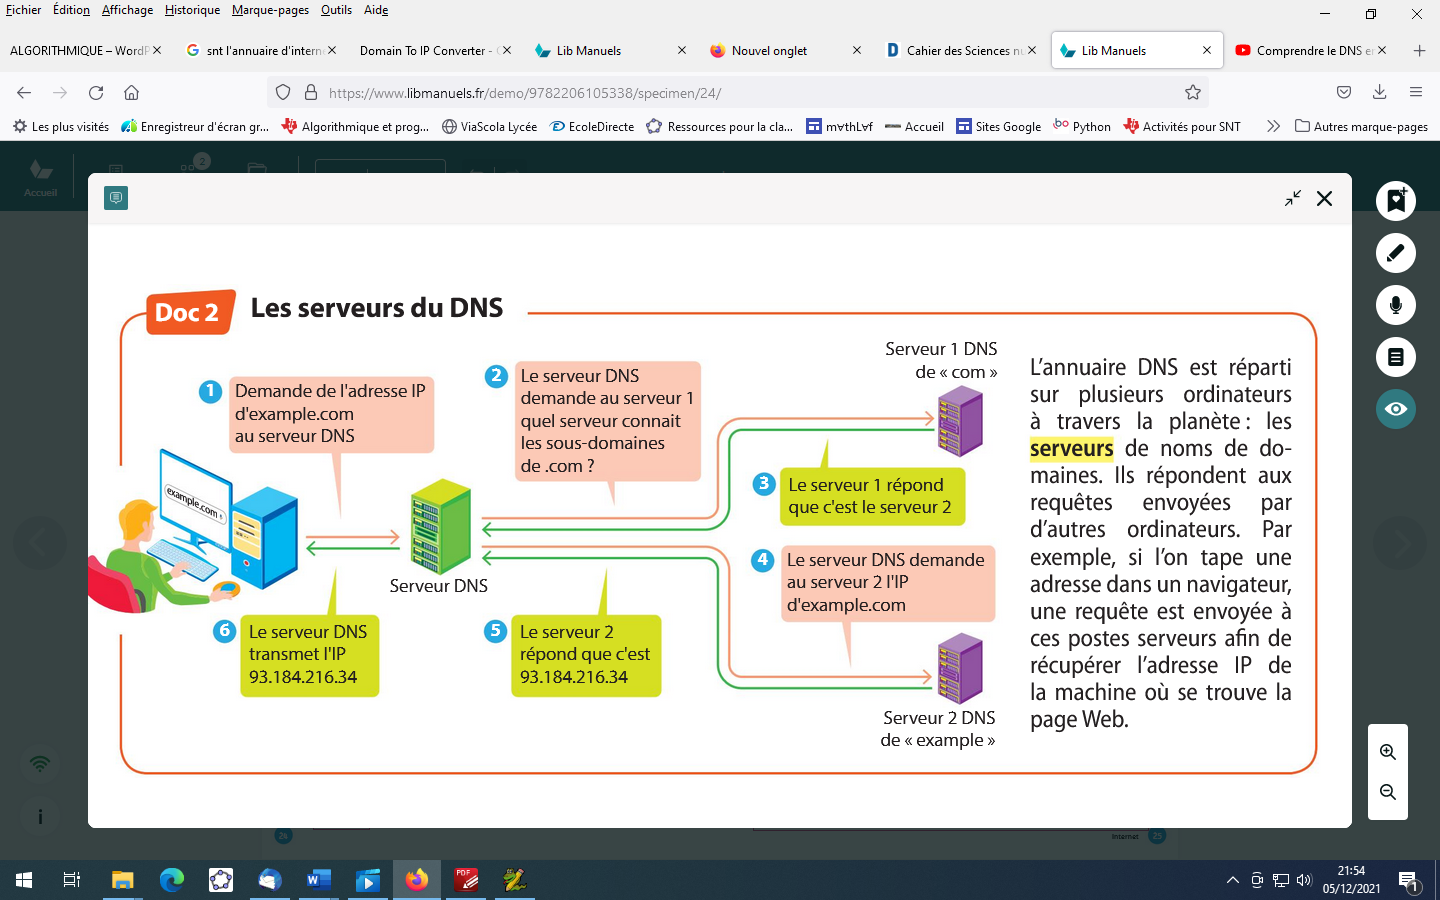 Fichier Édition Affichage Historique Marque-pages Outils Aide
ALGORITHMIQUE – WordP
snt l'annuaire d'intern
Domain To IP Converter - 
Lib Manuels
Nouvel onglet
Cahier des Sciences nu
Lib Manuels
Comprendre le DNS en
https://www.libmanuels.fr/demo/9782206105338/specimen/24/
Les plus visités
Enregistreur d'écran gr...
Algorithmique et prog...
ViaScola Lycée
EcoleDirecte
Ressources pour la cla...
m∀thL∀f
Accueil
Sites Google
Python
Activités pour SNT
Autres marque-pages
2
Accueil
Doc 2
Les serveurs du DNS
1
Demande de l'adresse IP
d'example.com
au serveur DNS
2
Le serveur DNS
demande au serveur 1
quel serveur connait
les sous-domaines
de .com ?
Serveur 1 DNS
de « com »
3
Le serveur 1 répond
que c'est le serveur 2
example.com
Serveur DNS
4
Le serveur DNS demande
au serveur 2 l'IP
d'example.com
5
Le serveur 2
répond que c'est
93.184.216.34
6
Le serveur DNS
transmet l'IP
93.184.216.34
Serveur 2 DNS
de « example »
L'annuaire DNS est réparti
sur plusieurs ordinateurs
à travers la planète : les
serveurs de noms de do-
maines. Ils répondent aux
requêtes envoyées par
d'autres ordinateurs. Par
exemple, si l'on tape une
adresse dans un navigateur,
une requête est envoyée à
ces postes serveurs afin de
récupérer l'adresse IP de
la machine où se trouve la
page Web.
24
Internet
25
PDF
21:54
05/12/2021
1